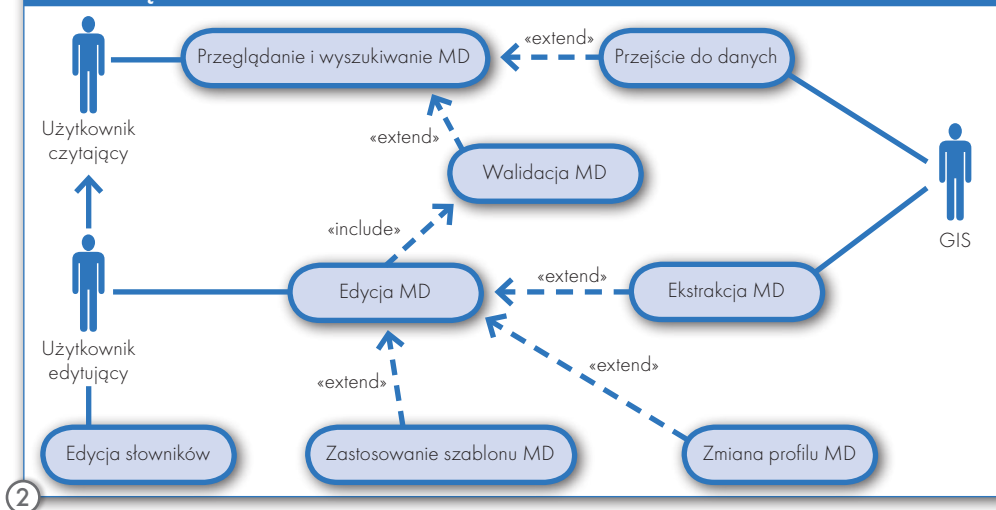 Przeglądanie i wyszukiwanie MD
«extend»
Przejście do danych
Użytkownik
czytający
«extend»
Walidacja MD
GIS
«include»
Edycja MD
«extend»
Ekstrakcja MD
Użytkownik
edytujący
«extend»
«extend»
Edycja słowników
Zastosowanie szablonu MD
Zmiana profilu MD
2